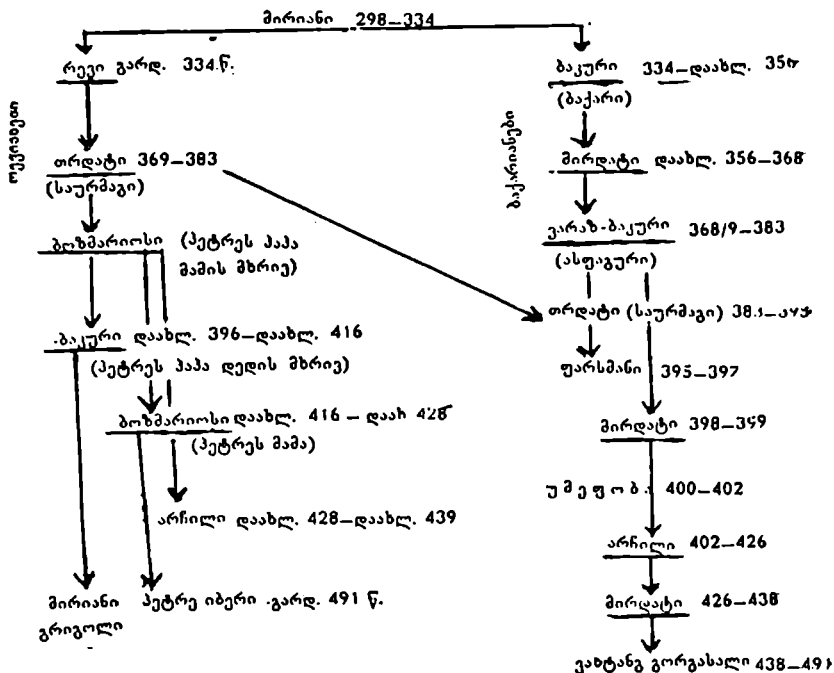 მირიანი 298—334
რევი გარდ. 334 წ.
ბაკური 334—დაახლ. 356
(ბაქარი)
რევიანები
ბაქარიანები
თრდატი 369—383
(საურმაგი)
მირდატი დაახლ. 356—368
ბოზმარიოსი (პეტრეს პაპა
მამის მხრივ)
ვარაზ-ბაკური 368/9—383
(ასფაგური)
თრდატი (საურმაგი)
ბაკური დაახლ. 396—დაახლ. 416
(პეტრეს პაპა დედის მხრივ)
ფარსმანი 395—397
ბოზმარიოსი დაახლ. 416 — დაახ 428
(პეტრეს მამა)
მირდატი 398—399
უმეფობ. 400—402
არჩილი დაახლ. 428—დაახლ. 439
არჩილი 402—426
მირიანი
გრიგოლი
პეტრე იბერი გარდ. 491 წ.
მირდატი 426—438
ვახტანგ გორგასალი 438—491